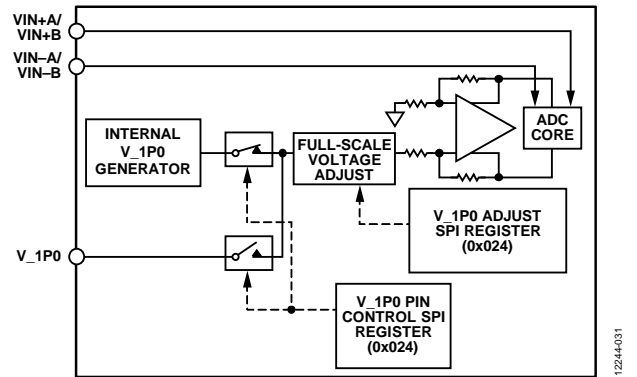 VIN+A/
VIN+B
VIN–A/
VIN–B
INTERNAL
V_1P0
GENERATOR
FULL-SCALE
VOLTAGE
ADJUST
ADC
CORE
V_1P0 ADJUST
SPI REGISTER
(0x024)
V_1P0
V_1P0 PIN
CONTROL SPI
REGISTER
(0x024)
12244-031